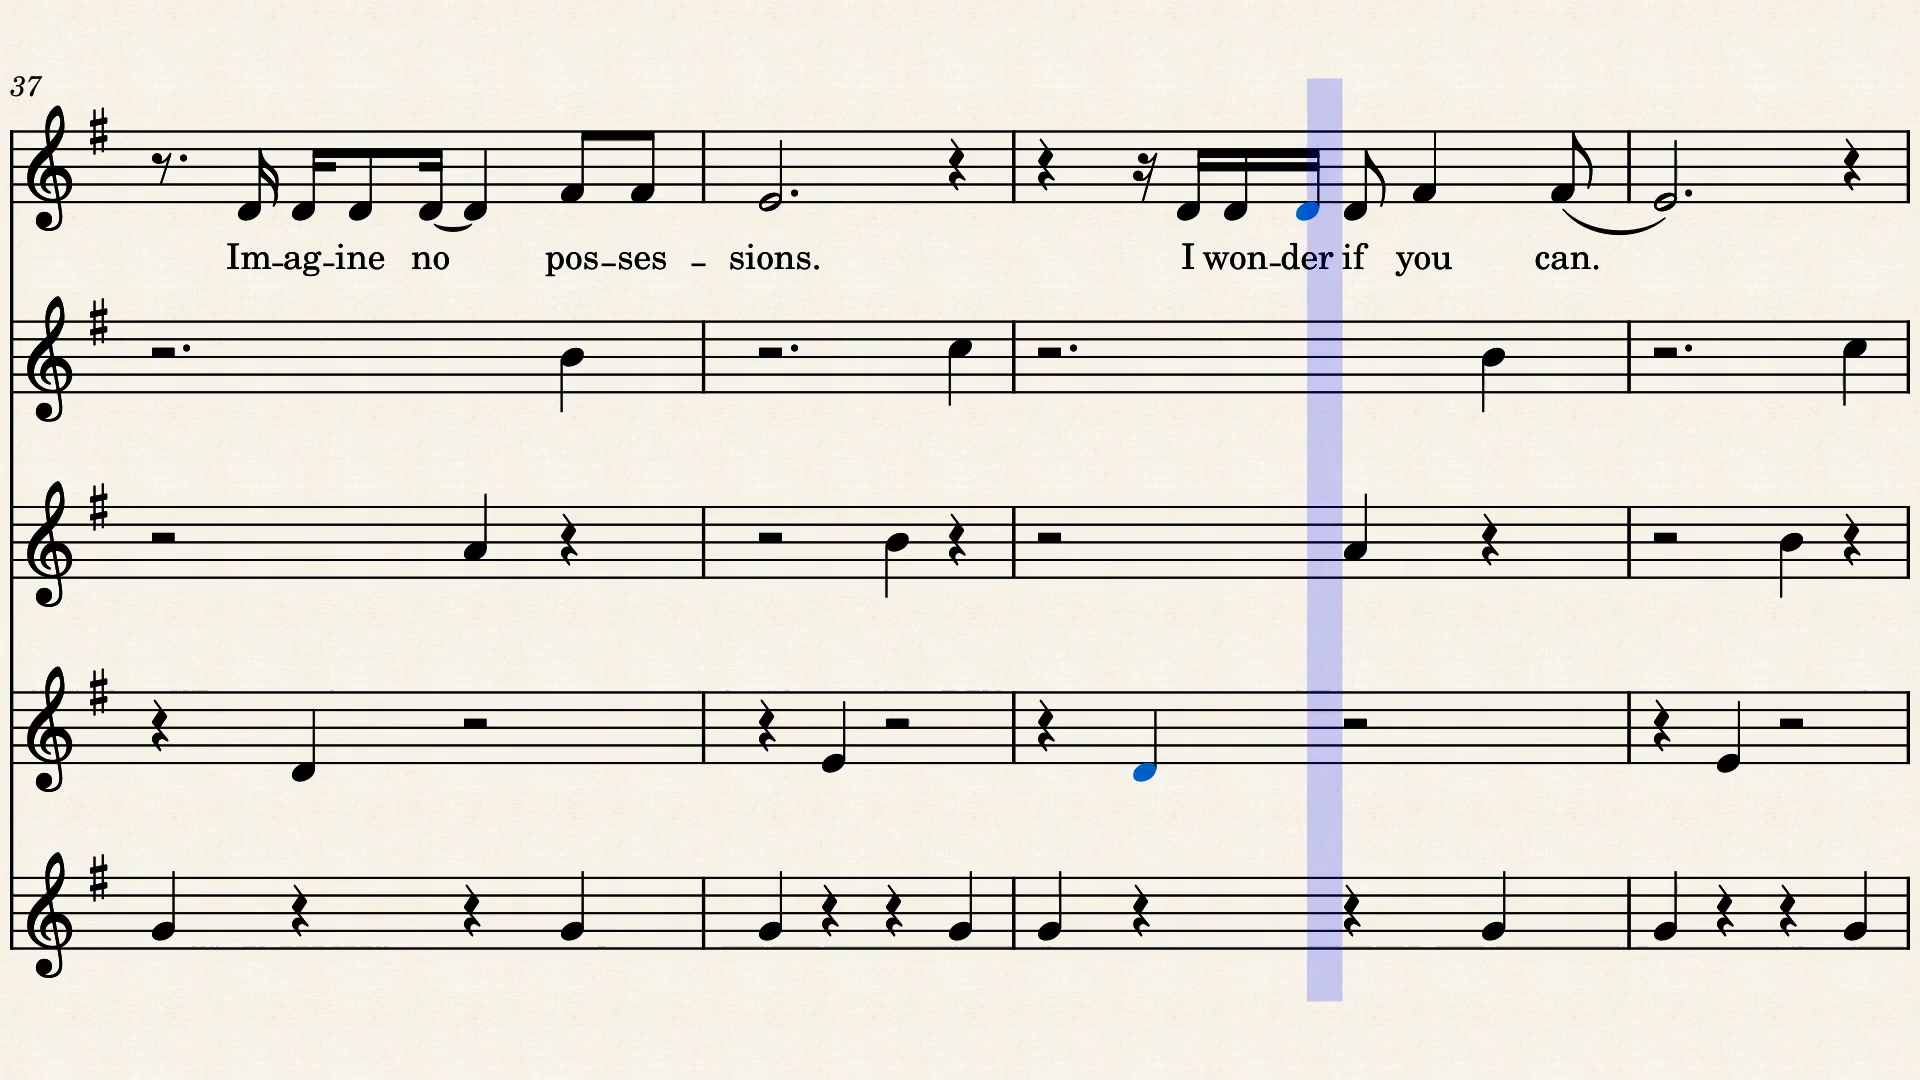 37
Im-ag-ine no pos-ses - sions. I won-der if you can.